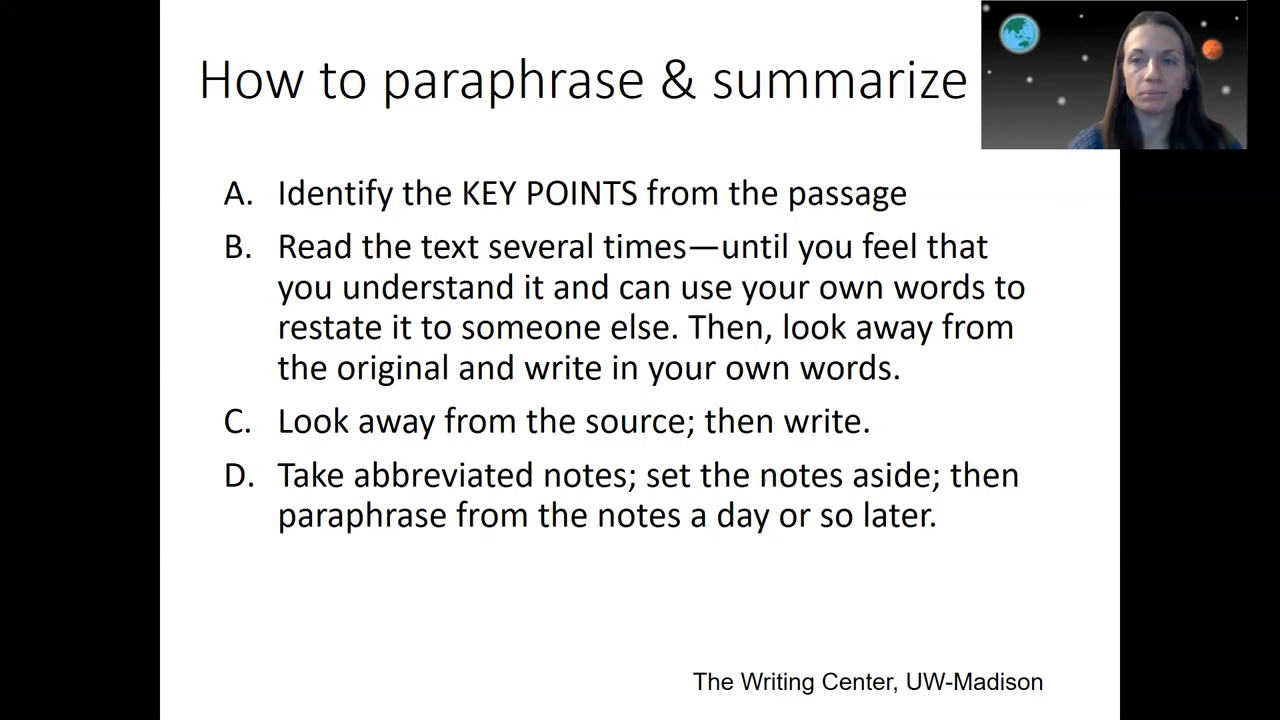 How to paraphrase & summarize
A. Identify the KEY POINTS from the passage
B. Read the text several times—until you feel that
you understand it and can use your own words to
restate it to someone else. Then, look away from
the original and write in your own words.
C. Look away from the source; then write.
D. Take abbreviated notes; set the notes aside; then
paraphrase from the notes a day or so later.
The Writing Center, UW-Madison